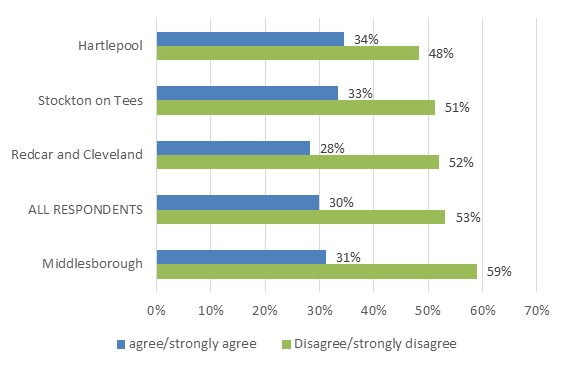 Hartlepool
34%
48%
Stockton on Tees
33%
51%
Redcar and Cleveland
28%
52%
ALL RESPONDENTS
30%
53%
Middlesborough
31%
59%
0% 10% 20% 30% 40% 50% 60% 70%
agree/strongly agree Disagree/strongly disagree